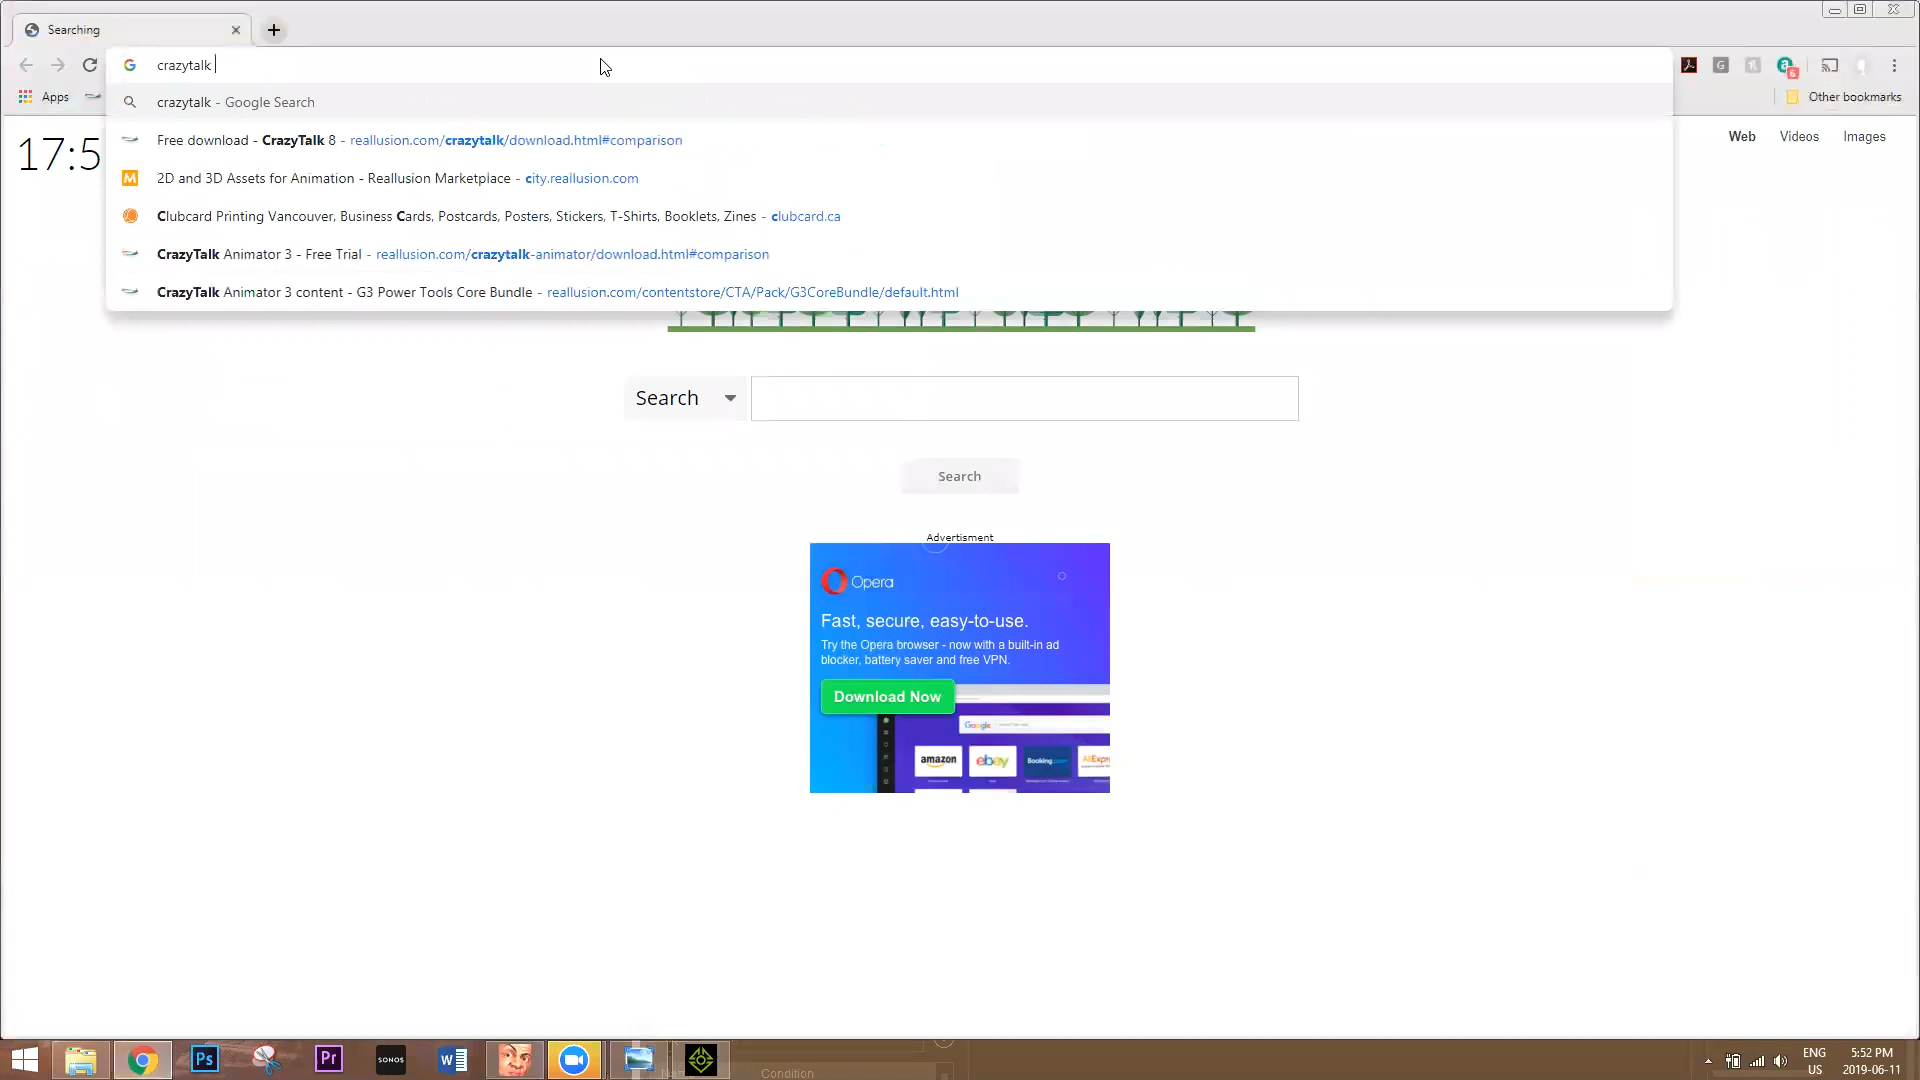 Searching
crazytalk
crazytalk - Google Search
Free download - CrazyTalk 8 - reallusion.com/crazytalk/download.html#comparison
2D and 3D Assets for Animation - Reallusion Marketplace - city.reallusion.com
Clubcard Printing Vancouver, Business Cards, Postcards, Posters, Stickers, T-Shirts, Booklets, Zines - clubcard.ca
CrazyTalk Animator 3 - Free Trial - reallusion.com/crazytalk-animator/download.html#comparison
CrazyTalk Animator 3 content - G3 Power Tools Core Bundle - reallusion.com/contentstore/CTA/Pack/G3CoreBundle/default.html
Apps
Other bookmarks
17:5
Web Videos Images
Search
Search
Advertisment
Opera
Fast, secure, easy-to-use.
Try the Opera browser - now with a built-in ad
blocker, battery saver and free VPN.
Download Now
Google
amazon ebay Booking.com AliExpr
Ps Pr SONOS W
Condition
ENG 5:52 PM
US 2019-06-11